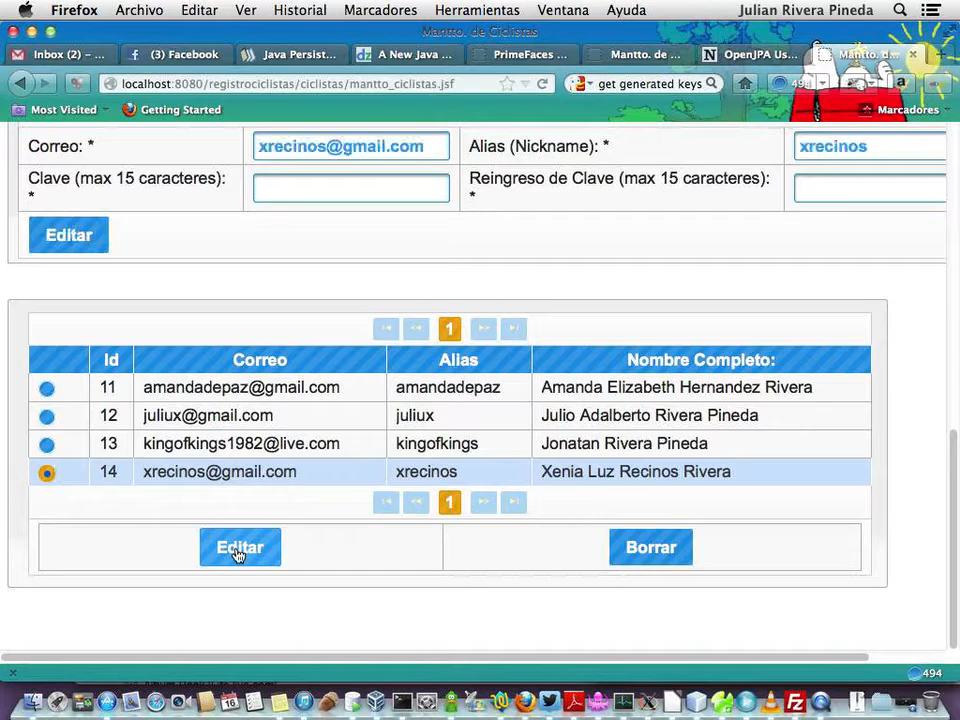 Firefox Archivo Editar Ver Historial Marcadores Herramientas Ventana Ayuda Julian Rivera Pineda
Mantto. de Ciclistas
Inbox (2) – ... (3) Facebook Java Persist... A New Java ... PrimeFaces ... Mantto. de ... OpenJPA Us... Mantto. d...
localhost:8080/registrociclistas/ciclistas/mantto_ciclistas.jsf get generated keys 494
Most Visited Getting Started Marcadores
Correo: * xrecinos@gmail.com Alias (Nickname): * xrecinos
Clave (max 15 caracteres): Reingreso de Clave (max 15 caracteres):
* *
Editar
1
Id Correo Alias Nombre Completo:
11 amandadepaz@gmail.com amandadepaz Amanda Elizabeth Hernandez Rivera
12 juliux@gmail.com juliux Julio Adalberto Rivera Pineda
13 kingofkings1982@live.com kingofkings Jonatan Rivera Pineda
14 xrecinos@gmail.com xrecinos Xenia Luz Recinos Rivera
1
Editar Borrar
494